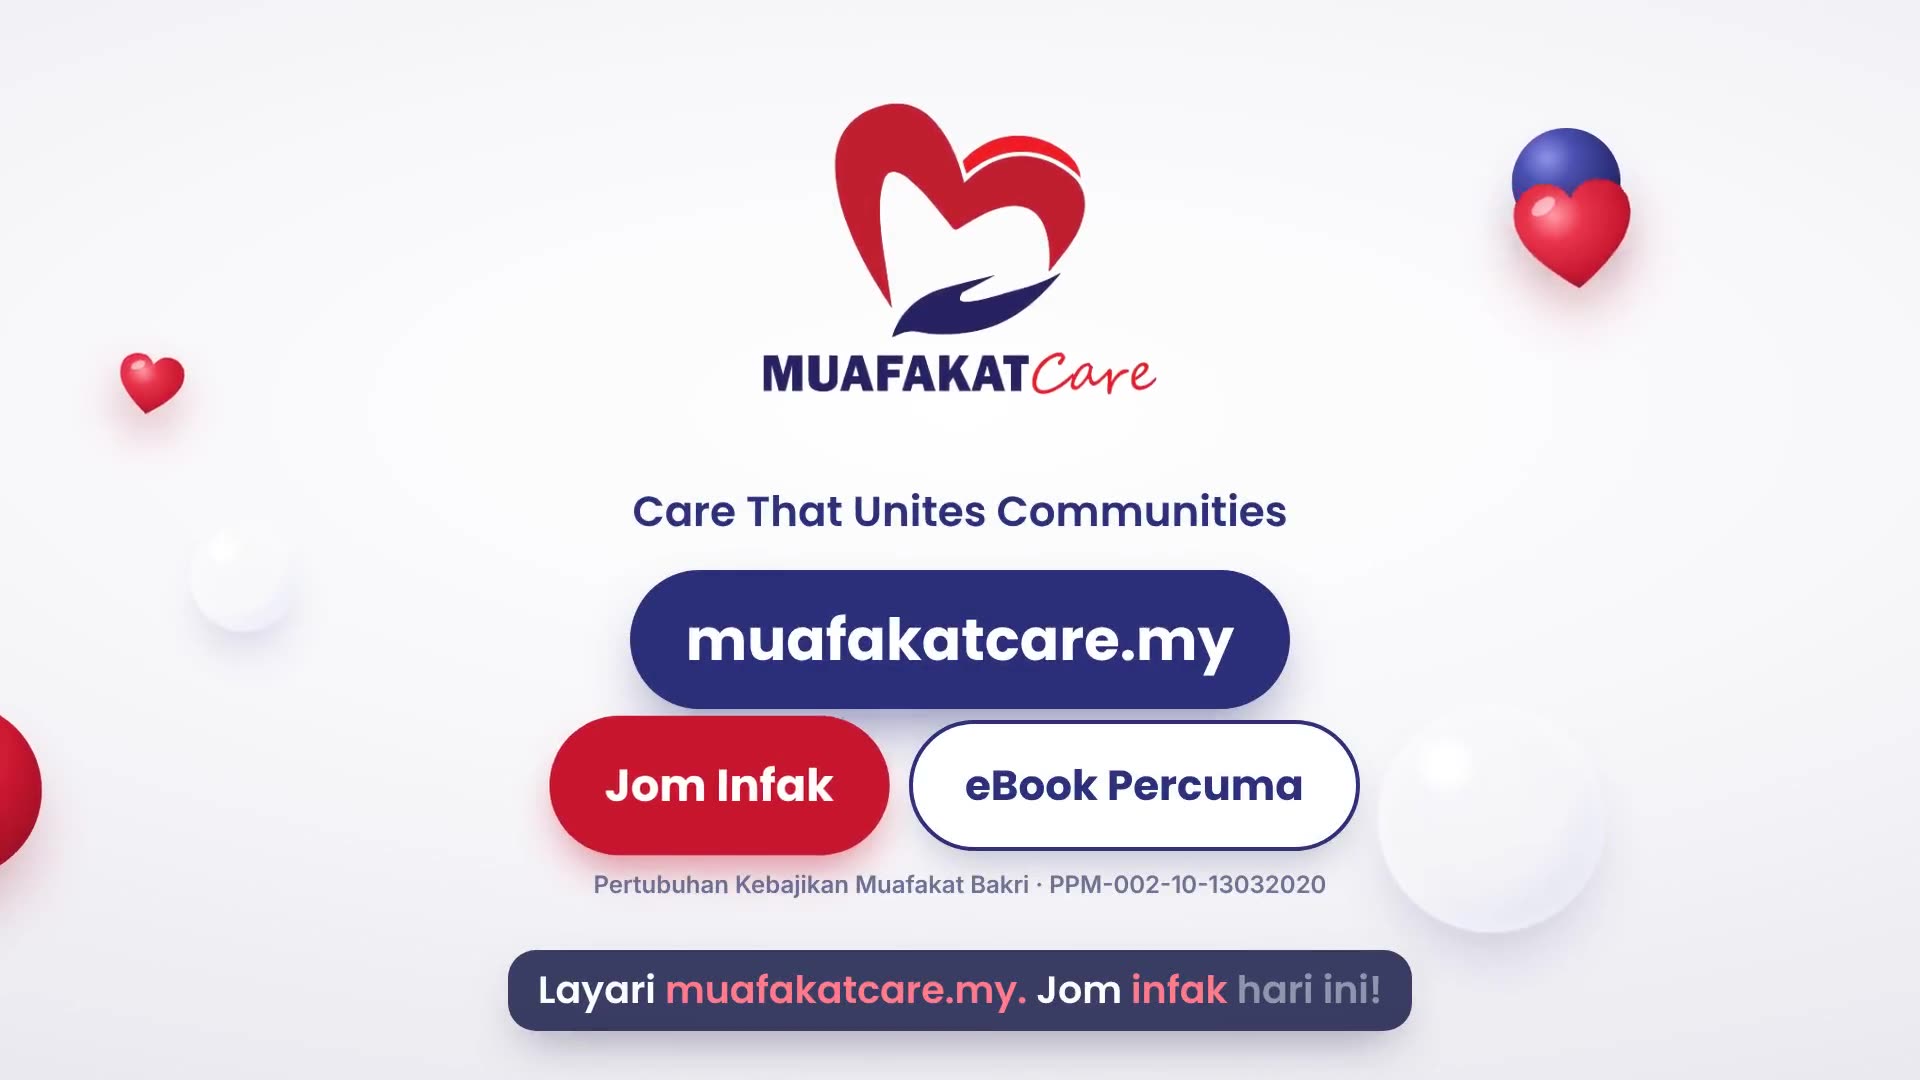 MUAFAKATCare
Care That Unites Communities
muafakatcare.my
Jom Infak
eBook Percuma
Pertubuhan Kebajikan Muafakat Bakri · PPM-002-10-13032020
Layari muafakatcare.my. Jom infak hari ini!